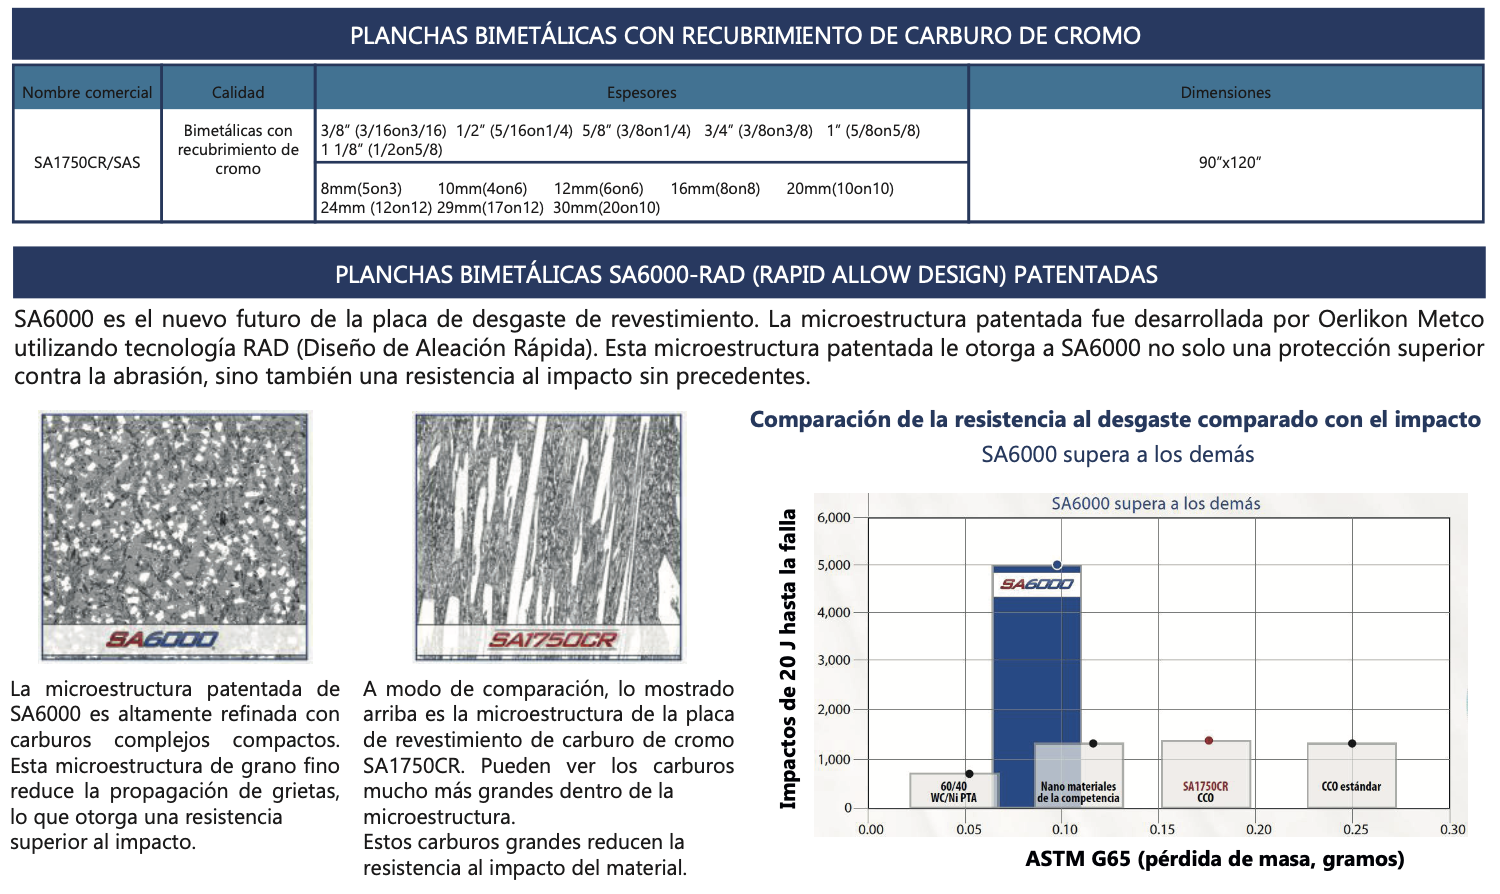 PLANCHAS BIMETÁLICAS CON RECUBRIMIENTO DE CARBURO DE CROMO
Nombre comercial Calidad Espesores Dimensiones
SA1750CR/SAS
Bimetálicas con
recubrimiento de
cromo
3/8" (3/16on3/16) 1/2" (5/16on1/4) 5/8" (3/8on1/4) 3/4" (3/8on3/8) 1" (5/8on5/8)
1 1/8" (1/2on5/8)
8mm(5on3) 10mm(4on6) 12mm(6on6) 16mm(8on8) 20mm(10on10)
24mm (12on12) 29mm(17on12) 30mm(20on10)
90"x120"
PLANCHAS BIMETÁLICAS SA6000-RAD (RAPID ALLOW DESIGN) PATENTADAS
SA6000 es el nuevo futuro de la placa de desgaste de revestimiento. La microestructura patentada fue desarrollada por Oerlikon Metco
utilizando tecnología RAD (Diseño de Aleación Rápida). Esta microestructura patentada le otorga a SA6000 no solo una protección superior
contra la abrasión, sino también una resistencia al impacto sin precedentes.
SA6000
La microestructura patentada de
SA6000 es altamente refinada con
carburos complejos compactos.
Esta microestructura de grano fino
reduce la propagación de grietas,
lo que otorga una resistencia
superior al impacto.
SA1750CR
A modo de comparación, lo mostrado
arriba es la microestructura de la placa
de revestimiento de carburo de cromo
SA1750CR. Pueden ver los carburos
mucho más grandes dentro de la
microestructura.
Estos carburos grandes reducen la
resistencia al impacto del material.
Comparación de la resistencia al desgaste comparado con el impacto
SA6000 supera a los demás
SA6000 supera a los demás
Impactos de 20 J hasta la falla
6,000
5,000
4,000
3,000
2,000
1,000
0
SA6000
60/40
WC/Ni PTA
Nano materiales
de la competencia
SA1750CR
CCO
CCO estándar
0.00 0.05 0.10 0.15 0.20 0.25 0.30
ASTM G65 (pérdida de masa, gramos)